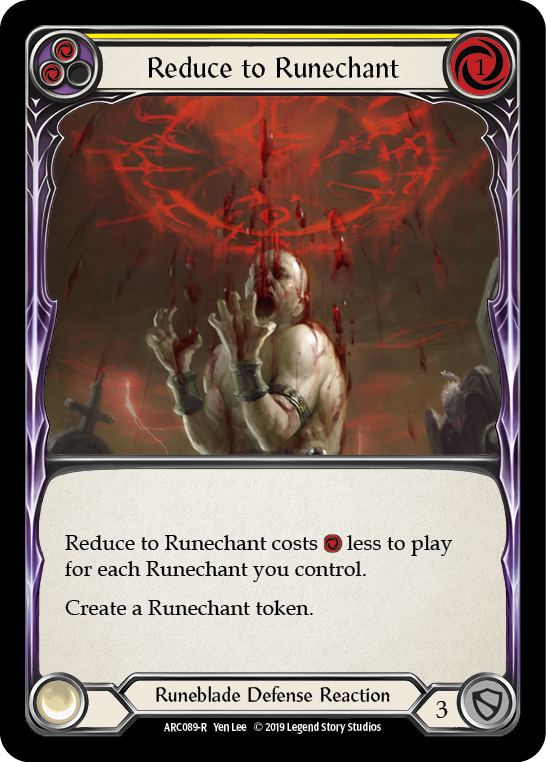 Reduce to Runechant
1
Reduce to Runechant costs less to play
for each Runechant you control.
Create a Runechant token.
Runeblade Defense Reaction
3
ARC089-R Yen Lee © 2019 Legend Story Studios